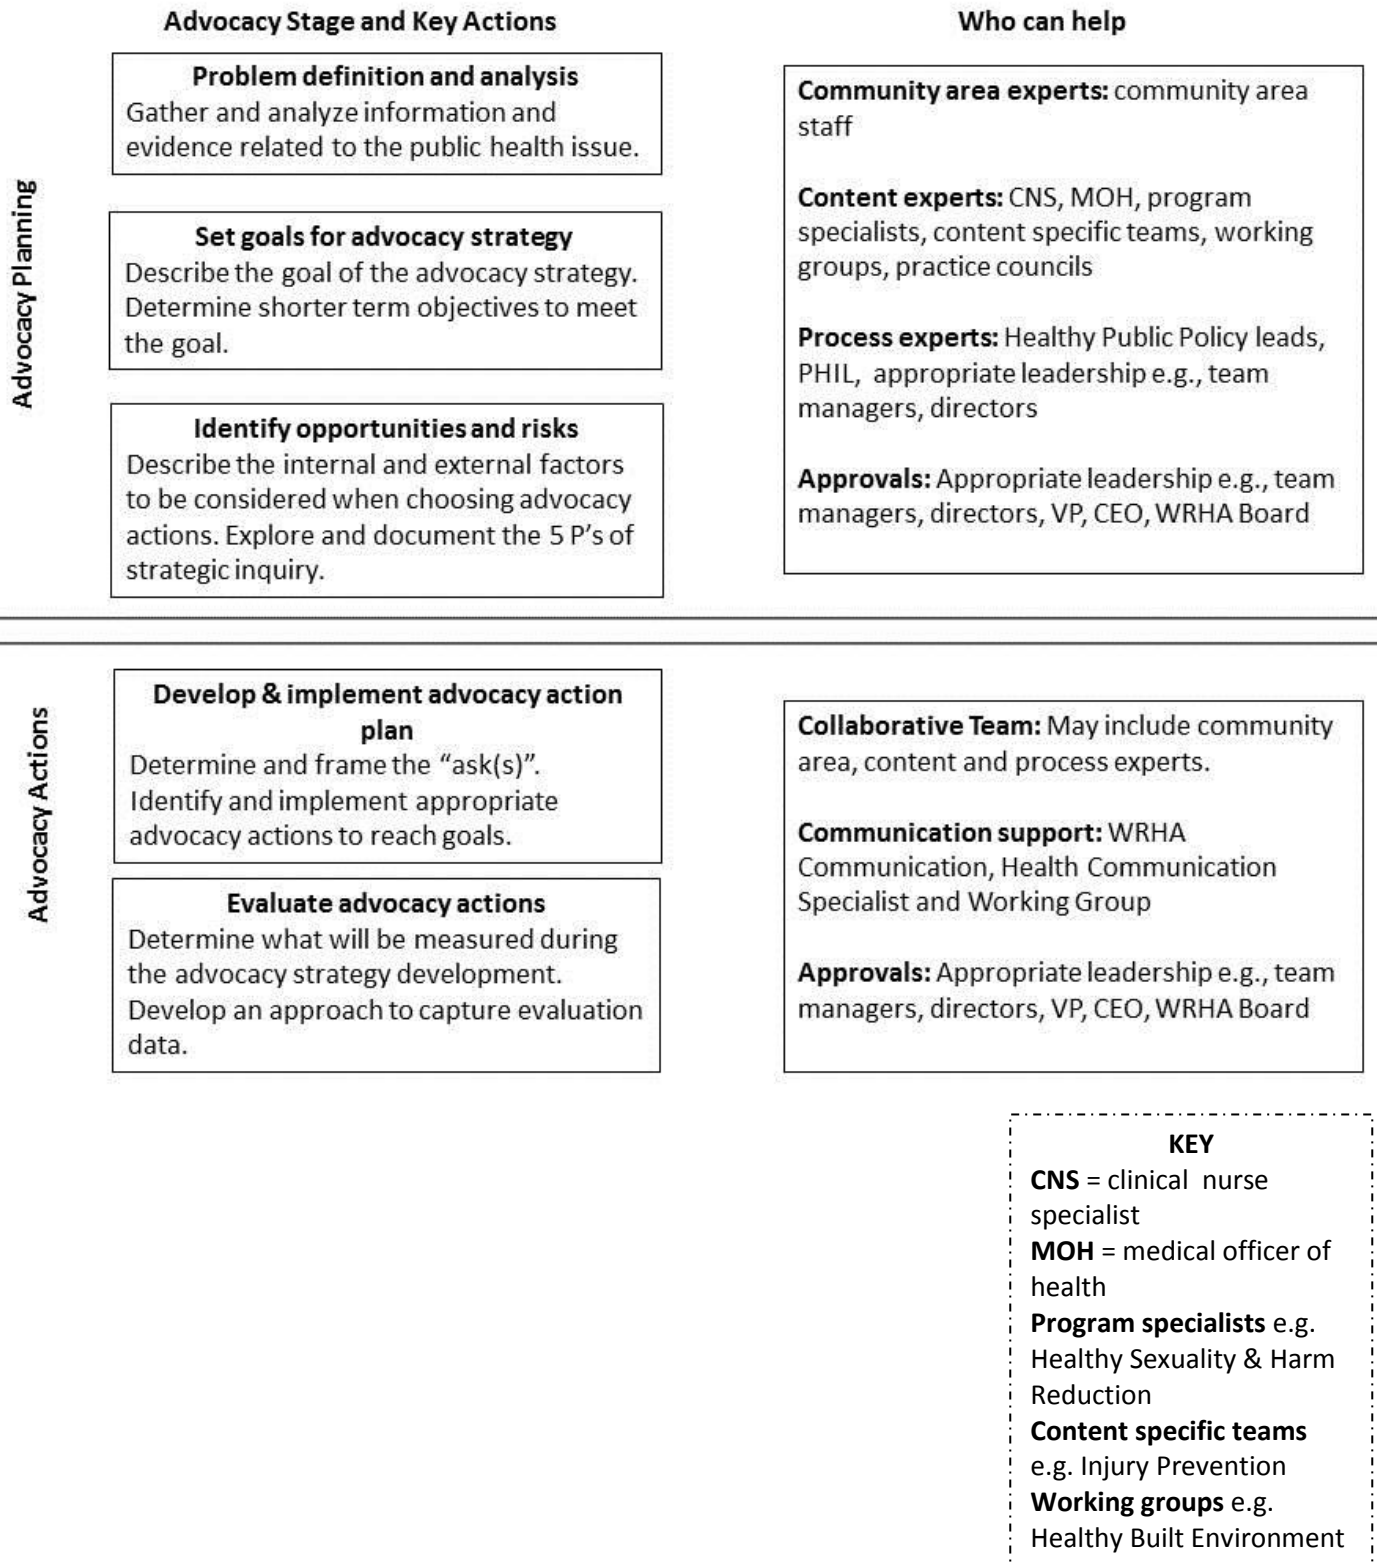 Advocacy Stage and Key Actions
Who can help
Advocacy Planning
Problem definition and analysis
Gather and analyze information and
evidence related to the public health issue.
Set goals for advocacy strategy
Describe the goal of the advocacy strategy.
Determine shorter term objectives to meet
the goal.
Identify opportunities and risks
Describe the internal and external factors
to be considered when choosing advocacy
actions. Explore and document the 5 P's of
strategic inquiry.
Community area experts: community area
staff
Content experts: CNS, MOH, program
specialists, content specific teams, working
groups, practice councils
Process experts: Healthy Public Policy leads,
PHIL, appropriate leadership e.g., team
managers, directors
Approvals: Appropriate leadership e.g., team
managers, directors, VP, CEO, WRHA Board
Advocacy Actions
Develop & implement advocacy action
plan
Determine and frame the “ask(s)”.
Identify and implement appropriate
advocacy actions to reach goals.
Evaluate advocacy actions
Determine what will be measured during
the advocacy strategy development.
Develop an approach to capture evaluation
data.
Collaborative Team: May include community
area, content and process experts.
Communication support: WRHA
Communication, Health Communication
Specialist and Working Group
Approvals: Appropriate leadership e.g., team
managers, directors, VP, CEO, WRHA Board
KEY
CNS = clinical nurse
specialist
MOH = medical officer of
health
Program specialists e.g.
Healthy Sexuality & Harm
Reduction
Content specific teams
e.g. Injury Prevention
Working groups e.g.
Healthy Built Environment